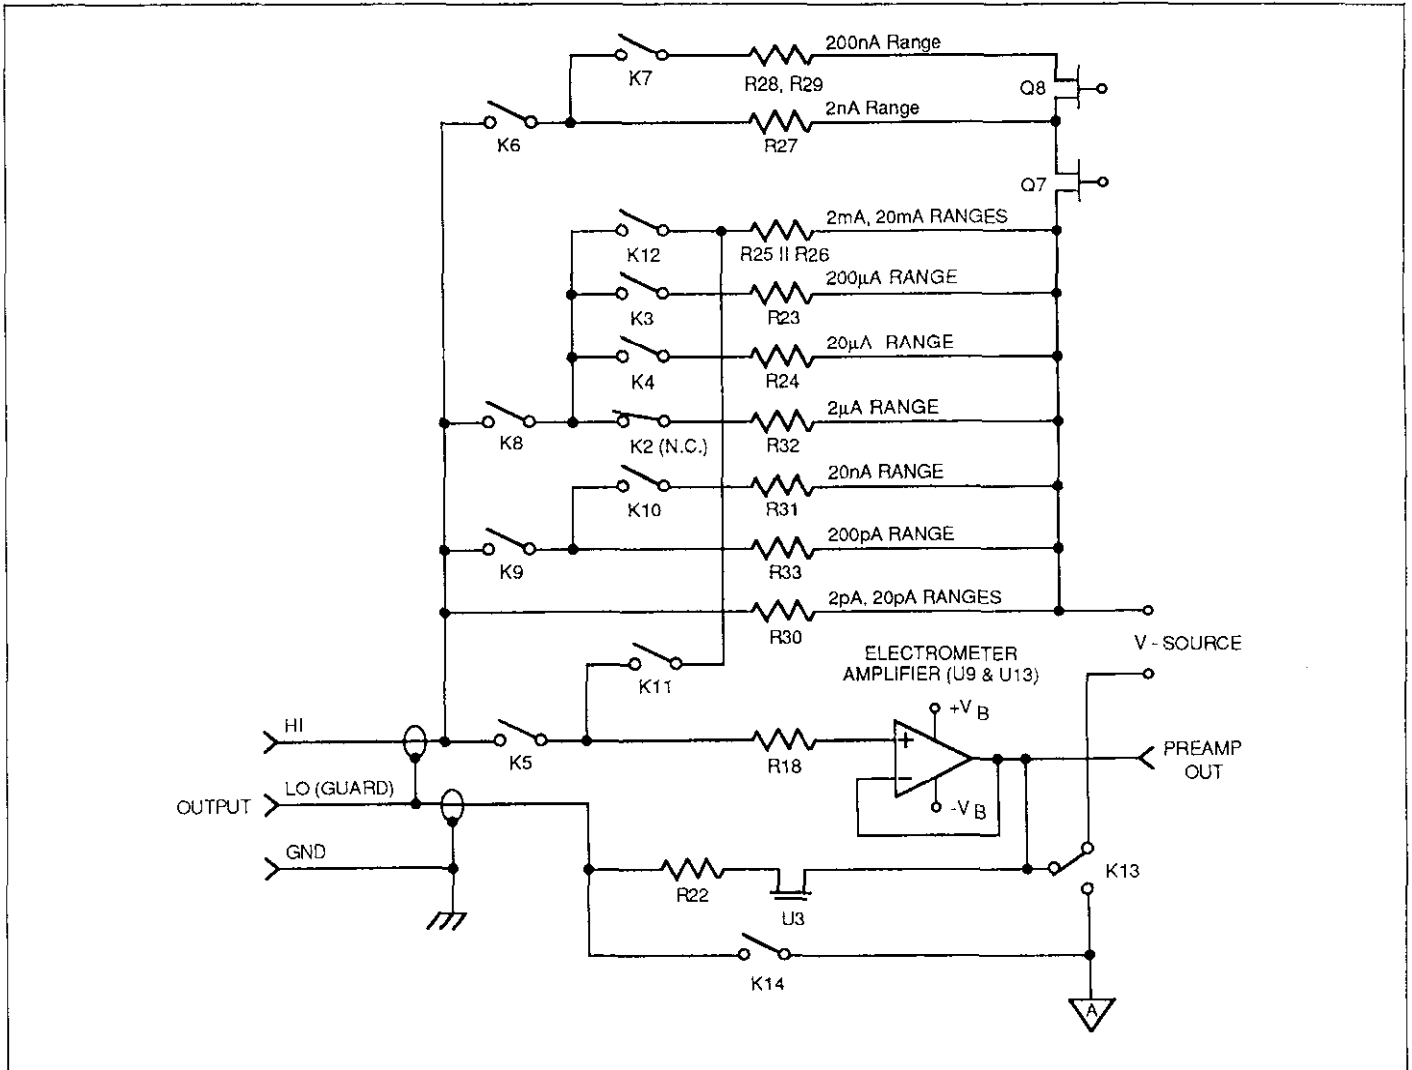 200nA Range
K7
R28, R29
Q8
2nA Range
K6
R27
Q7
2mA, 20mA RANGES
K12
R25 II R26
200μA RANGE
K3
R23
20μA RANGE
K4
R24
2μA RANGE
K8
K2 (N.C.)
R32
20nA RANGE
K10
R31
200pA RANGE
K9
R33
2pA, 20pA RANGES
R30
V - SOURCE
ELECTROMETER
AMPLIFIER (U9 & U13)
K11
+V B
HI
+
K5
R18
PREAMP
OUT
LO (GUARD)
−
OUTPUT
-V B
GND
K13
R22
U3
K14
A